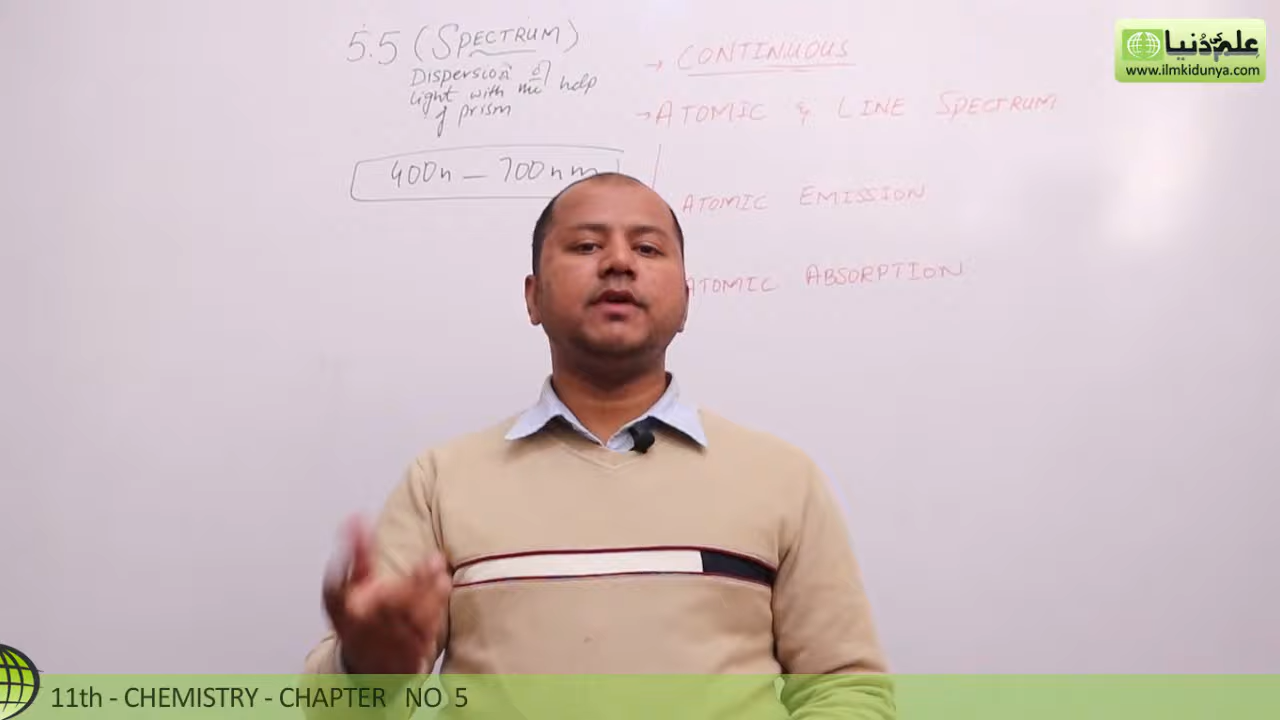 5.5 (SPECTRUM)
Dispersion of
light with the help
of prism
400n — 700nm
→ CONTINUOUS
→ ATOMIC & LINE SPECTRUM
ATOMIC EMISSION
ATOMIC ABSORPTION
علم کی دُنیا
www.ilmkidunya.com
11th - CHEMISTRY - CHAPTER NO 5